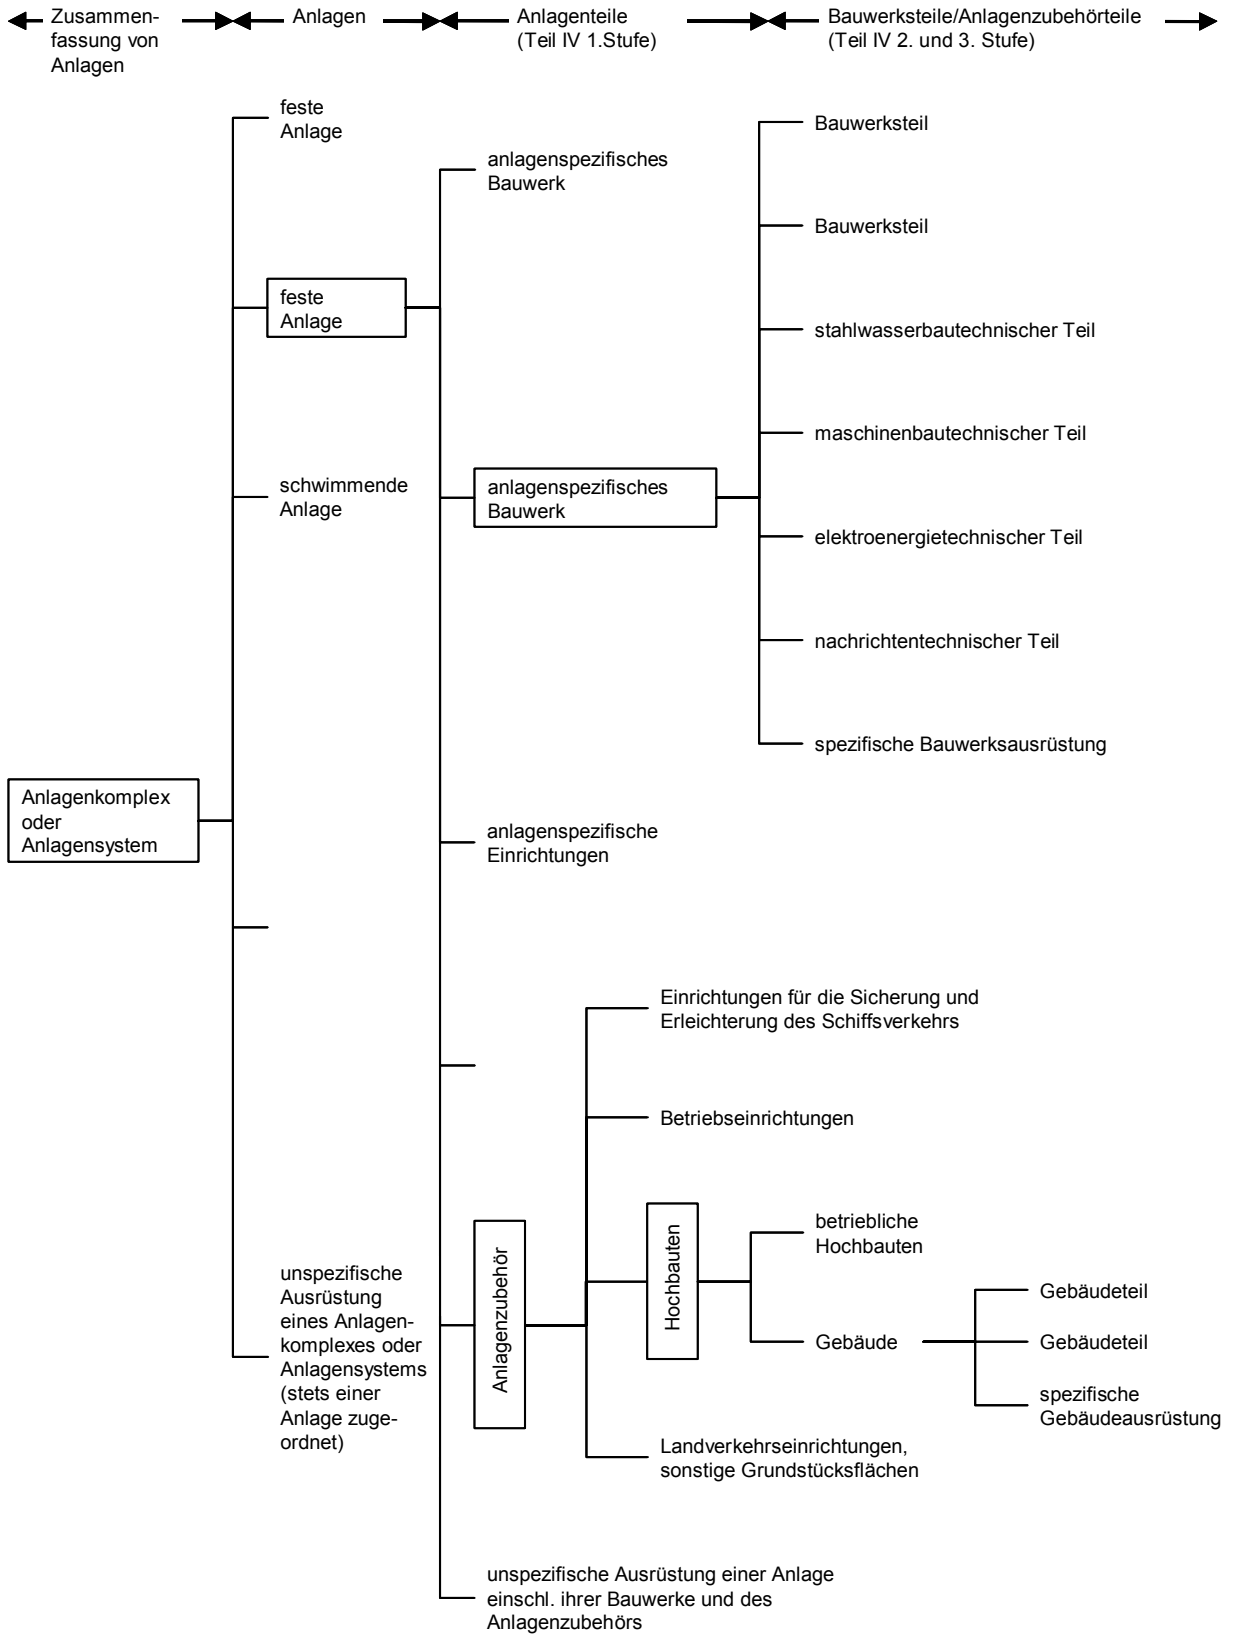 Zusammen-
fassung von
Anlagen
Anlagen
Anlagenteile
(Teil IV 1.Stufe)
Bauwerksteile/Anlagenzubehörteile
(Teil IV 2. und 3. Stufe)
Anlagenkomplex
oder
Anlagensystem
feste
Anlage
feste
Anlage
schwimmende
Anlage
unspezifische
Ausrüstung
eines Anlagen-
komplexes oder
Anlagensystems
(stets einer
Anlage zuge-
ordnet)
anlagenspezifisches
Bauwerk
anlagenspezifisches
Bauwerk
anlagenspezifische
Einrichtungen
Anlagenzubehör
unspezifische Ausrüstung einer Anlage
einschl. ihrer Bauwerke und des
Anlagenzubehörs
Bauwerksteil
Bauwerksteil
stahlwasserbautechnischer Teil
maschinenbautechnischer Teil
elektroenergietechnischer Teil
nachrichtentechnischer Teil
spezifische Bauwerksausrüstung
Einrichtungen für die Sicherung und
Erleichterung des Schiffsverkehrs
Betriebseinrichtungen
Hochbauten
Landverkehrseinrichtungen,
sonstige Grundstücksflächen
betriebliche
Hochbauten
Gebäude
Gebäudeteil
Gebäudeteil
spezifische
Gebäudeausrüstung